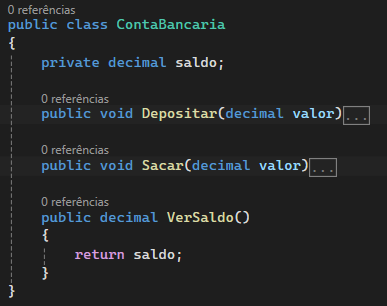 0 referências
public class ContaBancaria
{
private decimal saldo;
0 referências
public void Depositar(decimal valor)...
0 referências
public void Sacar(decimal valor)...
0 referências
public decimal VerSaldo()
{
return saldo;
}
}